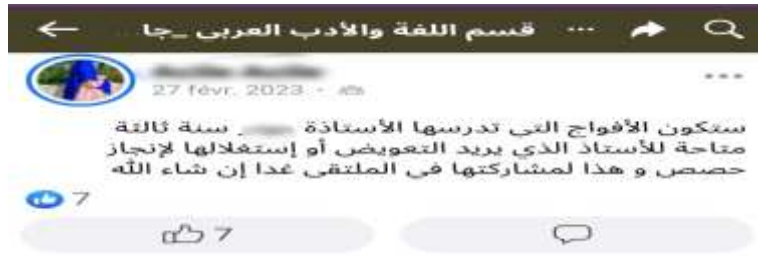 قسم اللغة والأدب العربي _جا ...
27 févr. 2023
ستكون الأفواج التي تدرسها الأستاذة سنة ثالثة
متاحة للأستاذ الذي يريد التعويض أو إستغلالها لإنجاز
حصص و هذا لمشاركتها في الملتقى غدا إن شاء الله
7
7